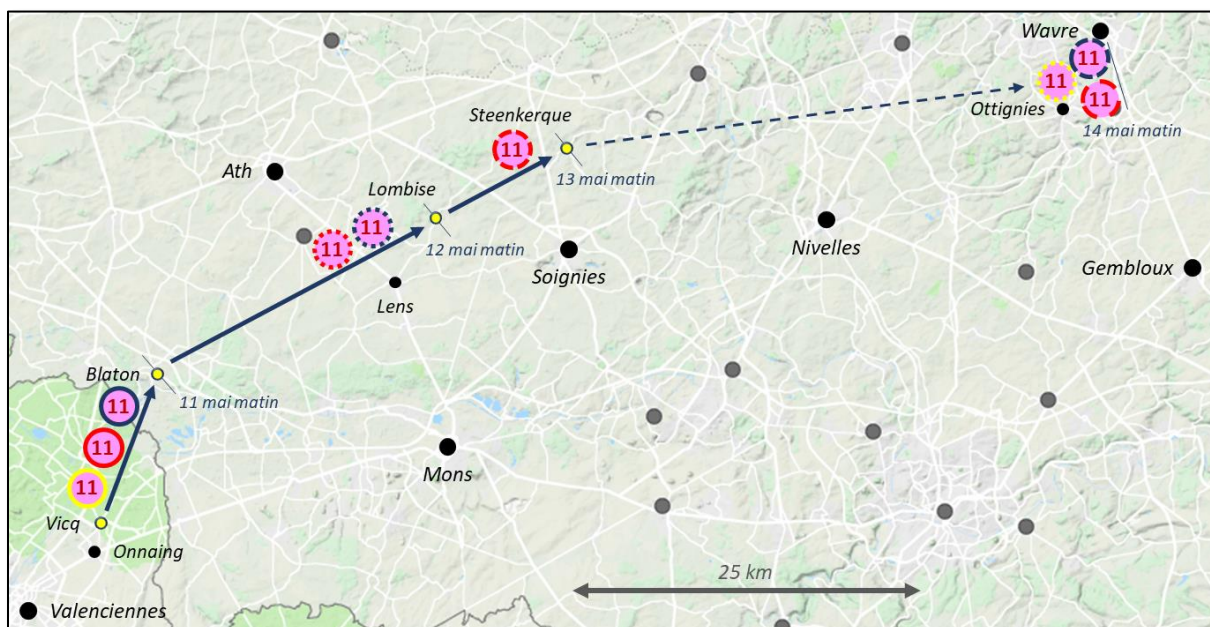 Wavre
11
11
11
Ottignies
14 mai matin
Steenkerque
11
13 mai matin
Ath
Lombise
11
11
12 mai matin
Nivelles
Soignies
Gembloux
Lens
Blaton
11
11 mai matin
11
Mons
11
Vicq
Onnaing
25 km
Valenciennes